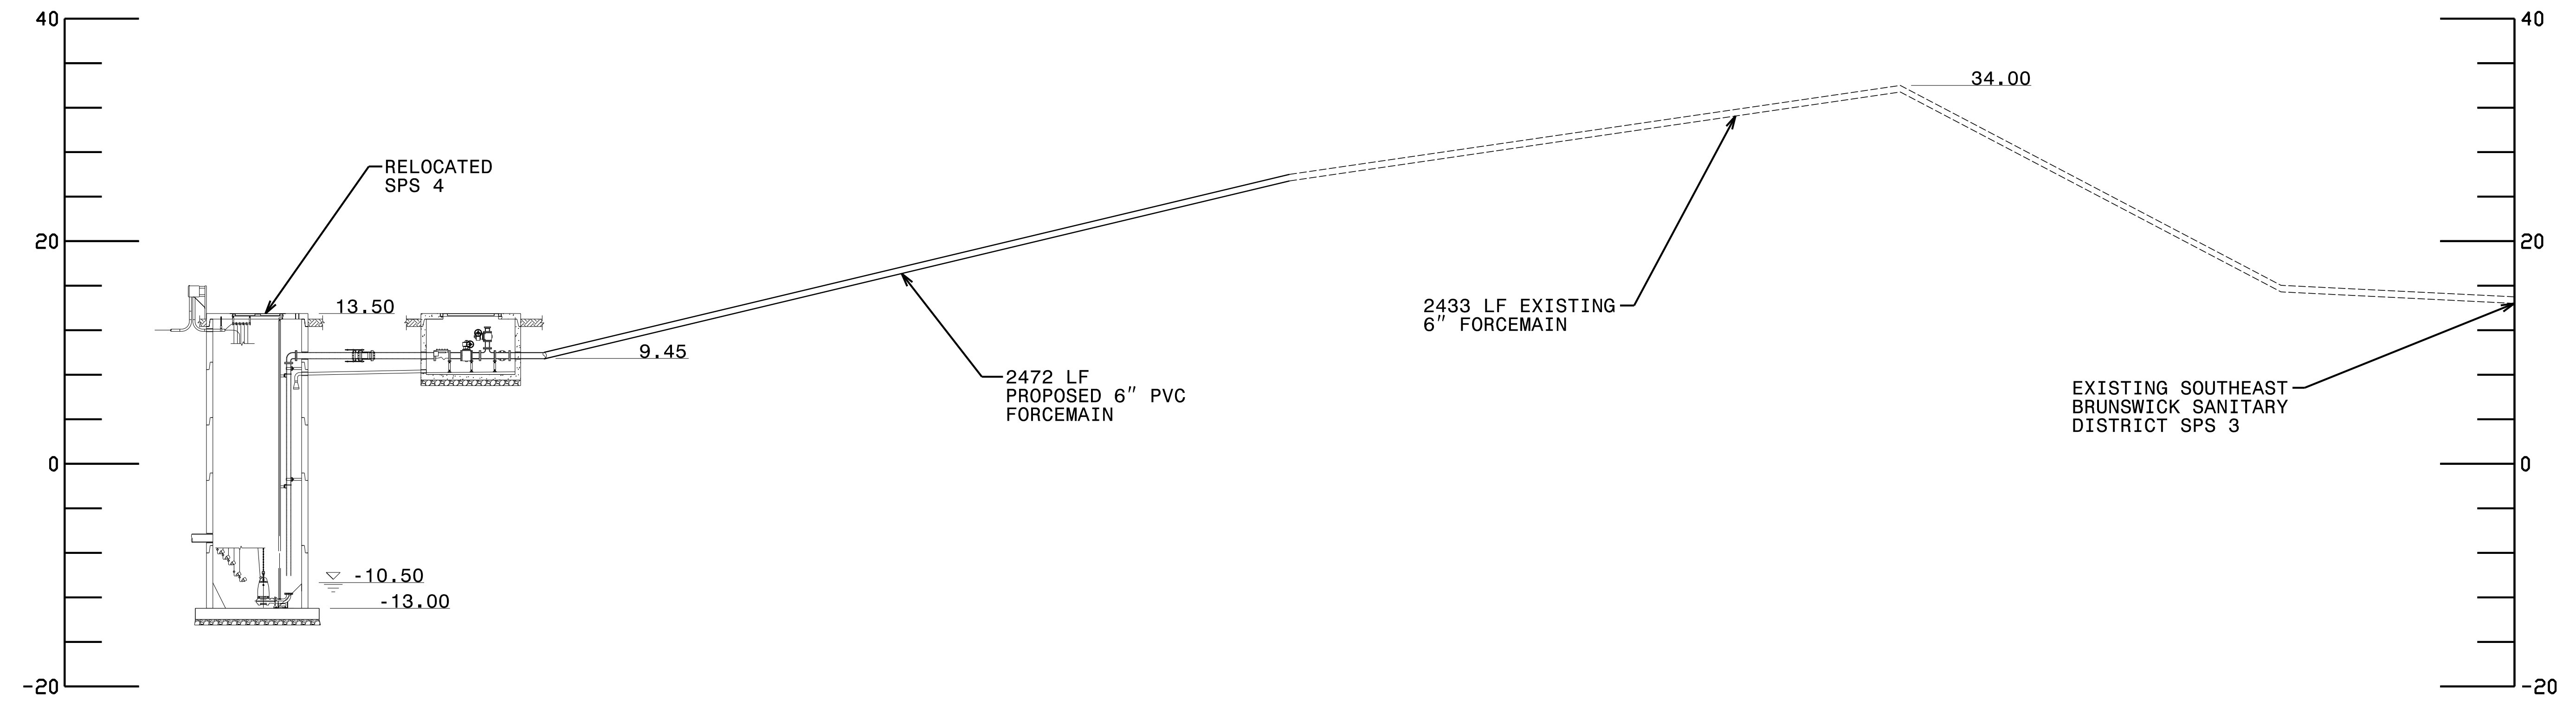 40
40
34.00
RELOCATED
SPS 4
20
20
13.50
2433 LF EXISTING
6" FORCEMAIN
9.45
2472 LF
PROPOSED 6" PVC
FORCEMAIN
EXISTING SOUTHEAST
BRUNSWICK SANITARY
DISTRICT SPS 3
0
0
-10.50
-13.00
-20
-20